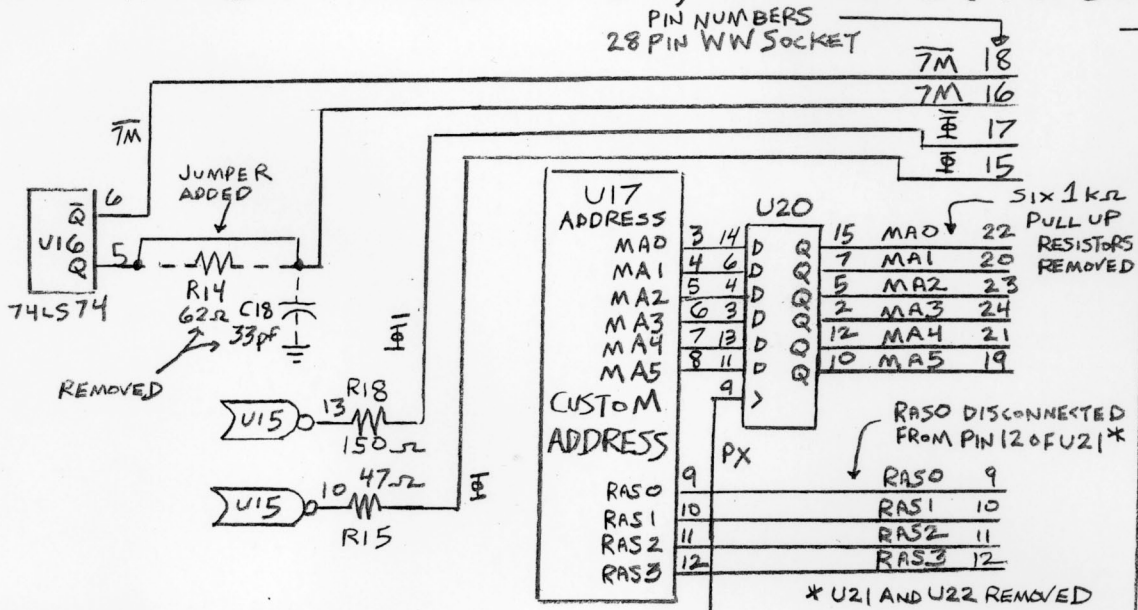 PIN NUMBERS
28 PIN WW SOCKET
7M 18
7M 16
Φ 17
Φ 15
7M
JUMPER
ADDED
6
Q
U16
Q
5
74LS74
R14
62Ω
C18
33pf
REMOVED
Φ
U15
13
R18
150Ω
U15
10
47Ω
R15
Φ
U17
ADDRESS
MA0 3 14 D Q 15 MA0 22
MA1 4 6 D Q 7 MA1 20
MA2 5 4 D Q 5 MA2 23
MA3 6 3 D Q 2 MA3 24
MA4 7 13 D Q 12 MA4 21
MA5 8 11 D Q 10 MA5 19
U20
9 >
SIX 1KΩ
PULL UP
RESISTORS
REMOVED
CUSTOM
ADDRESS
PX
RAS0 DISCONNECTED
FROM PIN 12 OF U21*
RAS0 9 RAS0 9
RAS1 10 RAS1 10
RAS2 11 RAS2 11
RAS3 12 RAS3 12
* U21 AND U22 REMOVED